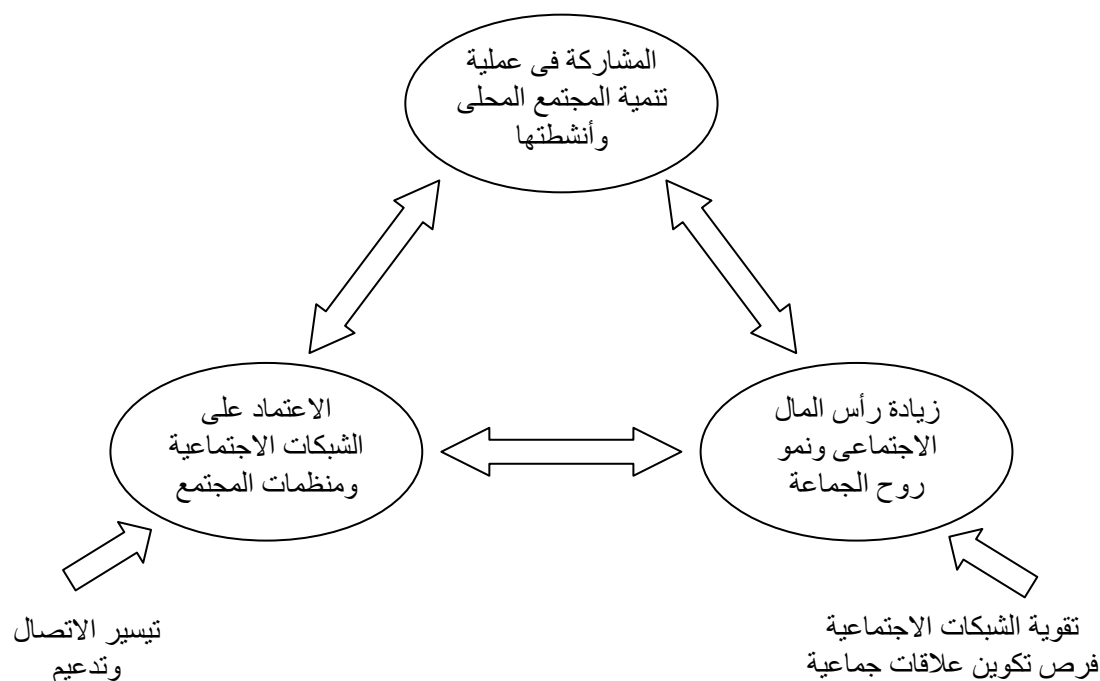 المشاركة فى عملية
تنمية المجتمع المحلى
وأنشطتها
زيادة رأس المال
الاجتماعى ونمو
روح الجماعة
الاعتماد على
الشبكات الاجتماعية
ومنظمات المجتمع
تقوية الشبكات الاجتماعية
فرص تكوين علاقات جماعية
تيسير الاتصال
وتدعيم